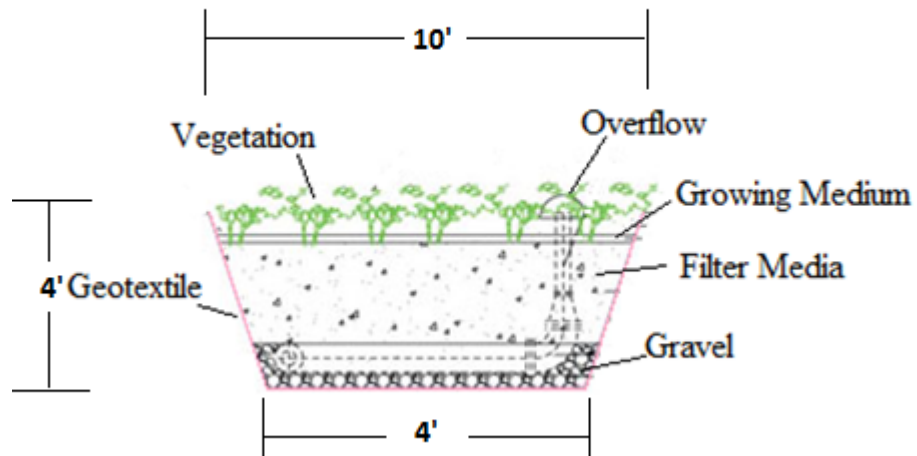 10'
Overflow
Vegetation
Growing Medium
4' Geotextile
Filter Media
Gravel
4'